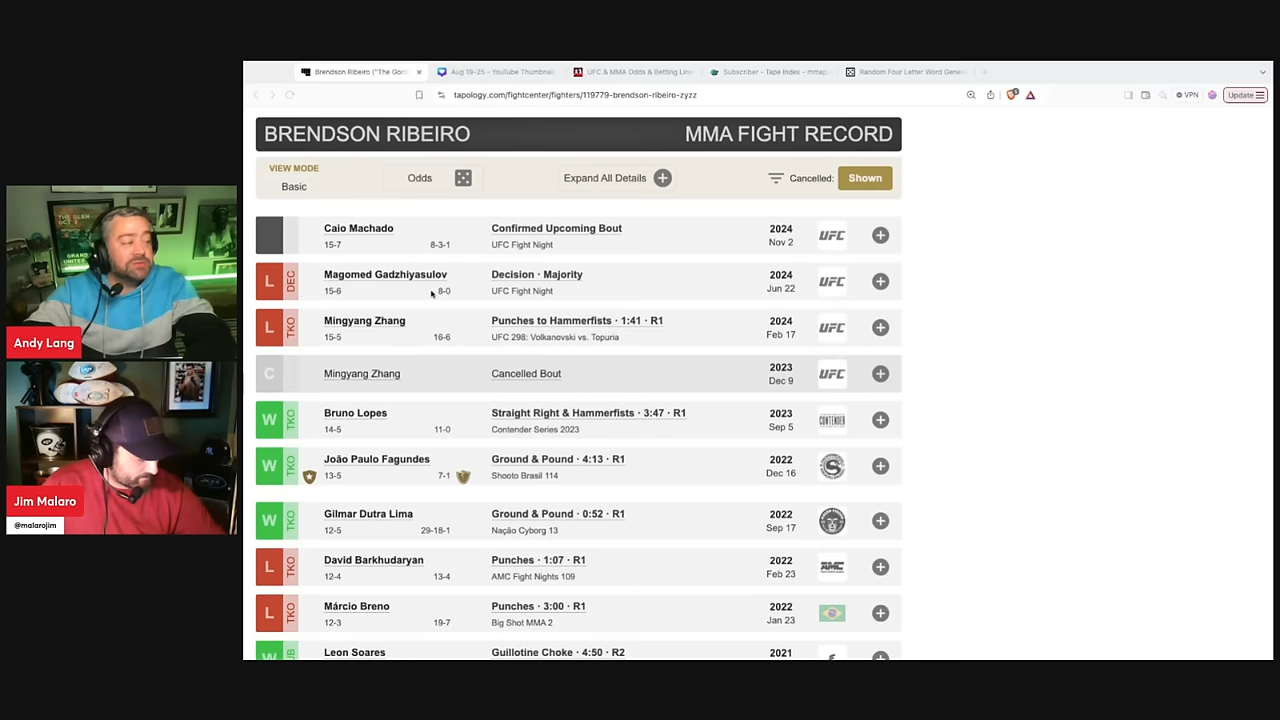 Brendson Ribeiro ("The Gori
Aug 19-25 - YouTube Thumbnail
UFC & MMA Odds & Betting Line
Subscriber - Tape Index - mmapl
Random Four Letter Word Gener
tapology.com/fightcenter/fighters/119779-brendson-ribeiro-zyzz
VPN
Update
BRENDSON RIBEIRO
MMA FIGHT RECORD
VIEW MODE
Basic
Odds
Expand All Details
Cancelled:
Shown
Caio Machado
Confirmed Upcoming Bout
2024
15-7
8-3-1
UFC Fight Night
Nov 2
UFC
L
DEC
Magomed Gadzhiyasulov
Decision · Majority
2024
15-6
8-0
UFC Fight Night
Jun 22
UFC
L
TKO
Mingyang Zhang
Punches to Hammerfists · 1:41 · R1
2024
15-5
16-6
UFC 298: Volkanovski vs. Topuria
Feb 17
UFC
C
Mingyang Zhang
Cancelled Bout
2023
Dec 9
UFC
W
TKO
Bruno Lopes
Straight Right & Hammerfists · 3:47 · R1
2023
14-5
11-0
Contender Series 2023
Sep 5
CONTENDER
W
TKO
João Paulo Fagundes
Ground & Pound · 4:13 · R1
2022
13-5
7-1
Shooto Brasil 114
Dec 16
W
TKO
Gilmar Dutra Lima
Ground & Pound · 0:52 · R1
2022
12-5
29-18-1
Nação Cyborg 13
Sep 17
L
TKO
David Barkhudaryan
Punches · 1:07 · R1
2022
12-4
13-4
AMC Fight Nights 109
Feb 23
AMC
L
TKO
Márcio Breno
Punches · 3:00 · R1
2022
12-3
19-7
Big Shot MMA 2
Jan 23
W
Leon Soares
Guillotine Choke · 4:50 · R2
2021
Andy Lang
Jim Malaro
@malarojim